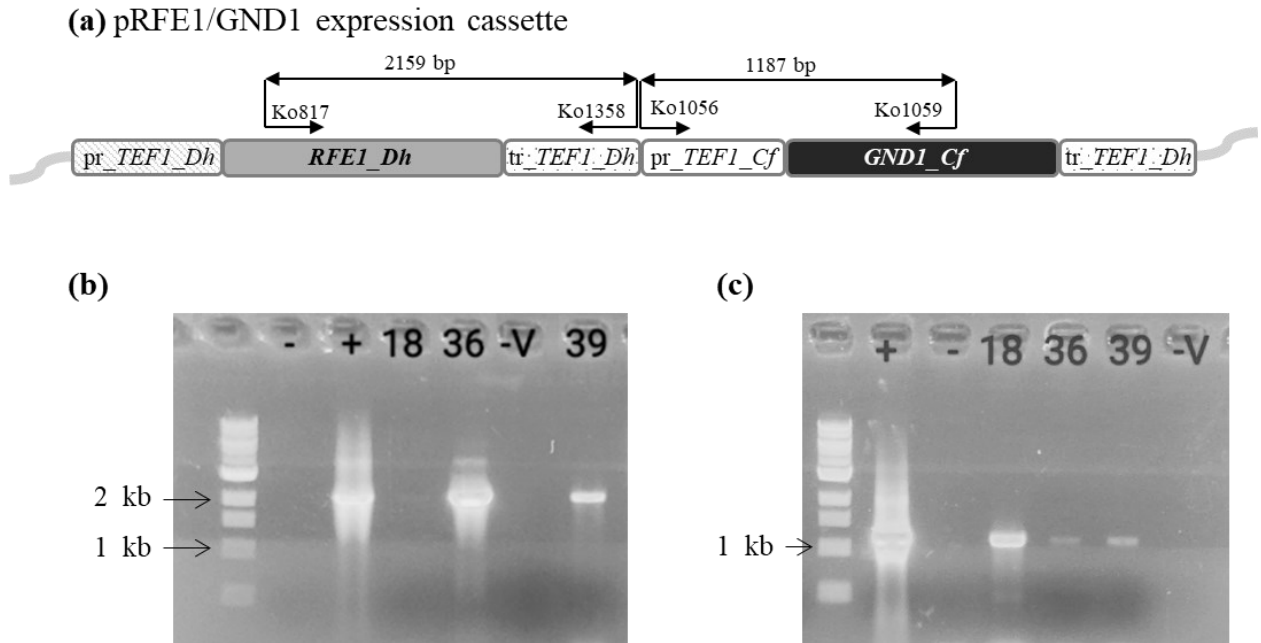 (a) pRFE1/GND1 expression cassette
2159 bp 1187 bp
Ko817 Ko1358 Ko1056 Ko1059
pr_TEF1_Dh RFE1_Dh tr_TEF1_Dh pr_TEF1_Cf GND1_Cf tr_TEF1_Dh
(b) (c)
- + 18 36 -V 39
+ - 18 36 39 -V
2 kb
1 kb
1 kb